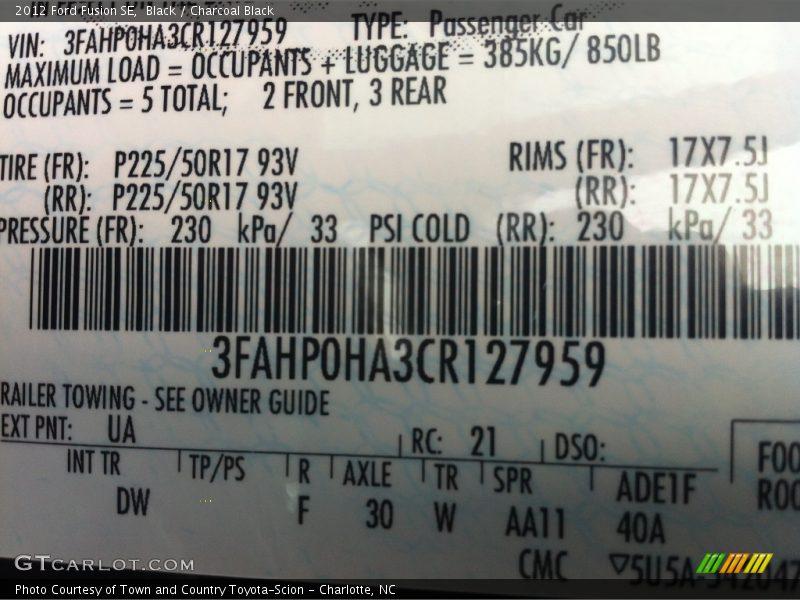 2012 Ford Fusion SE, Black / Charcoal Black
VIN: 3FAHP0HA3CR127959 TYPE: Passenger Car
MAXIMUM LOAD = OCCUPANTS + LUGGAGE = 385KG/ 850LB
OCCUPANTS = 5 TOTAL; 2 FRONT, 3 REAR
TIRE (FR): P225/50R17 93V RIMS (FR): 17X7.5J
(RR): P225/50R17 93V (RR): 17X7.5J
PRESSURE (FR): 230 kPa/ 33 PSI COLD (RR): 230 kPa/ 33
3FAHP0HA3CR127959
RAILER TOWING - SEE OWNER GUIDE
EXT PNT: UA RC: 21 DSO:
INT TR TP/PS R AXLE TR SPR ADE1F FOO
DW F 30 W AA11 40A ROO
CMC
GTCARLOT.COM
Photo Courtesy of Town and Country Toyota-Scion - Charlotte, NC